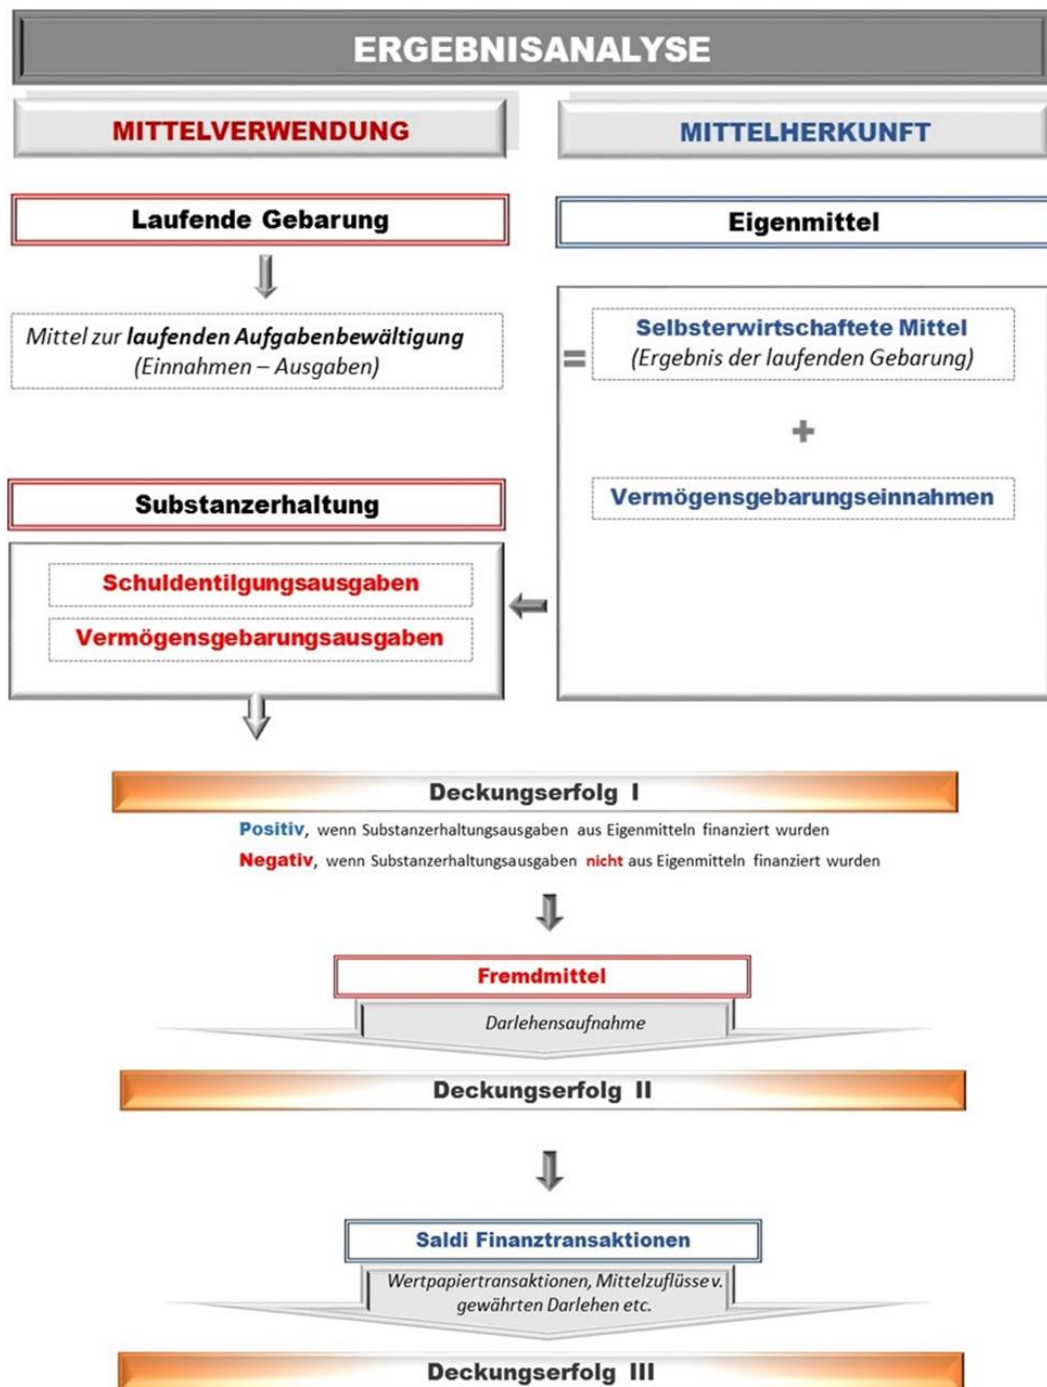 ERGEBNISANALYSE
MITTELVERWENDUNG
MITTELHERKUNFT
Laufende Gebarung
Eigenmittel
Mittel zur laufenden Aufgabenbewältigung
(Einnahmen – Ausgaben)
=
Selbsterwirtschaftete Mittel
(Ergebnis der laufenden Gebarung)
+
Vermögensgebarungseinnahmen
Substanzerhaltung
Schuldentilgungsausgaben
Vermögensgebarungsausgaben
Deckungserfolg I
Positiv, wenn Substanzerhaltungsausgaben aus Eigenmitteln finanziert wurden
Negativ, wenn Substanzerhaltungsausgaben nicht aus Eigenmitteln finanziert wurden
Fremdmittel
Darlehensaufnahme
Deckungserfolg II
Saldi Finanztransaktionen
Wertpapiertransaktionen, Mittelzuflüsse v.
gewährten Darlehen etc.
Deckungserfolg III